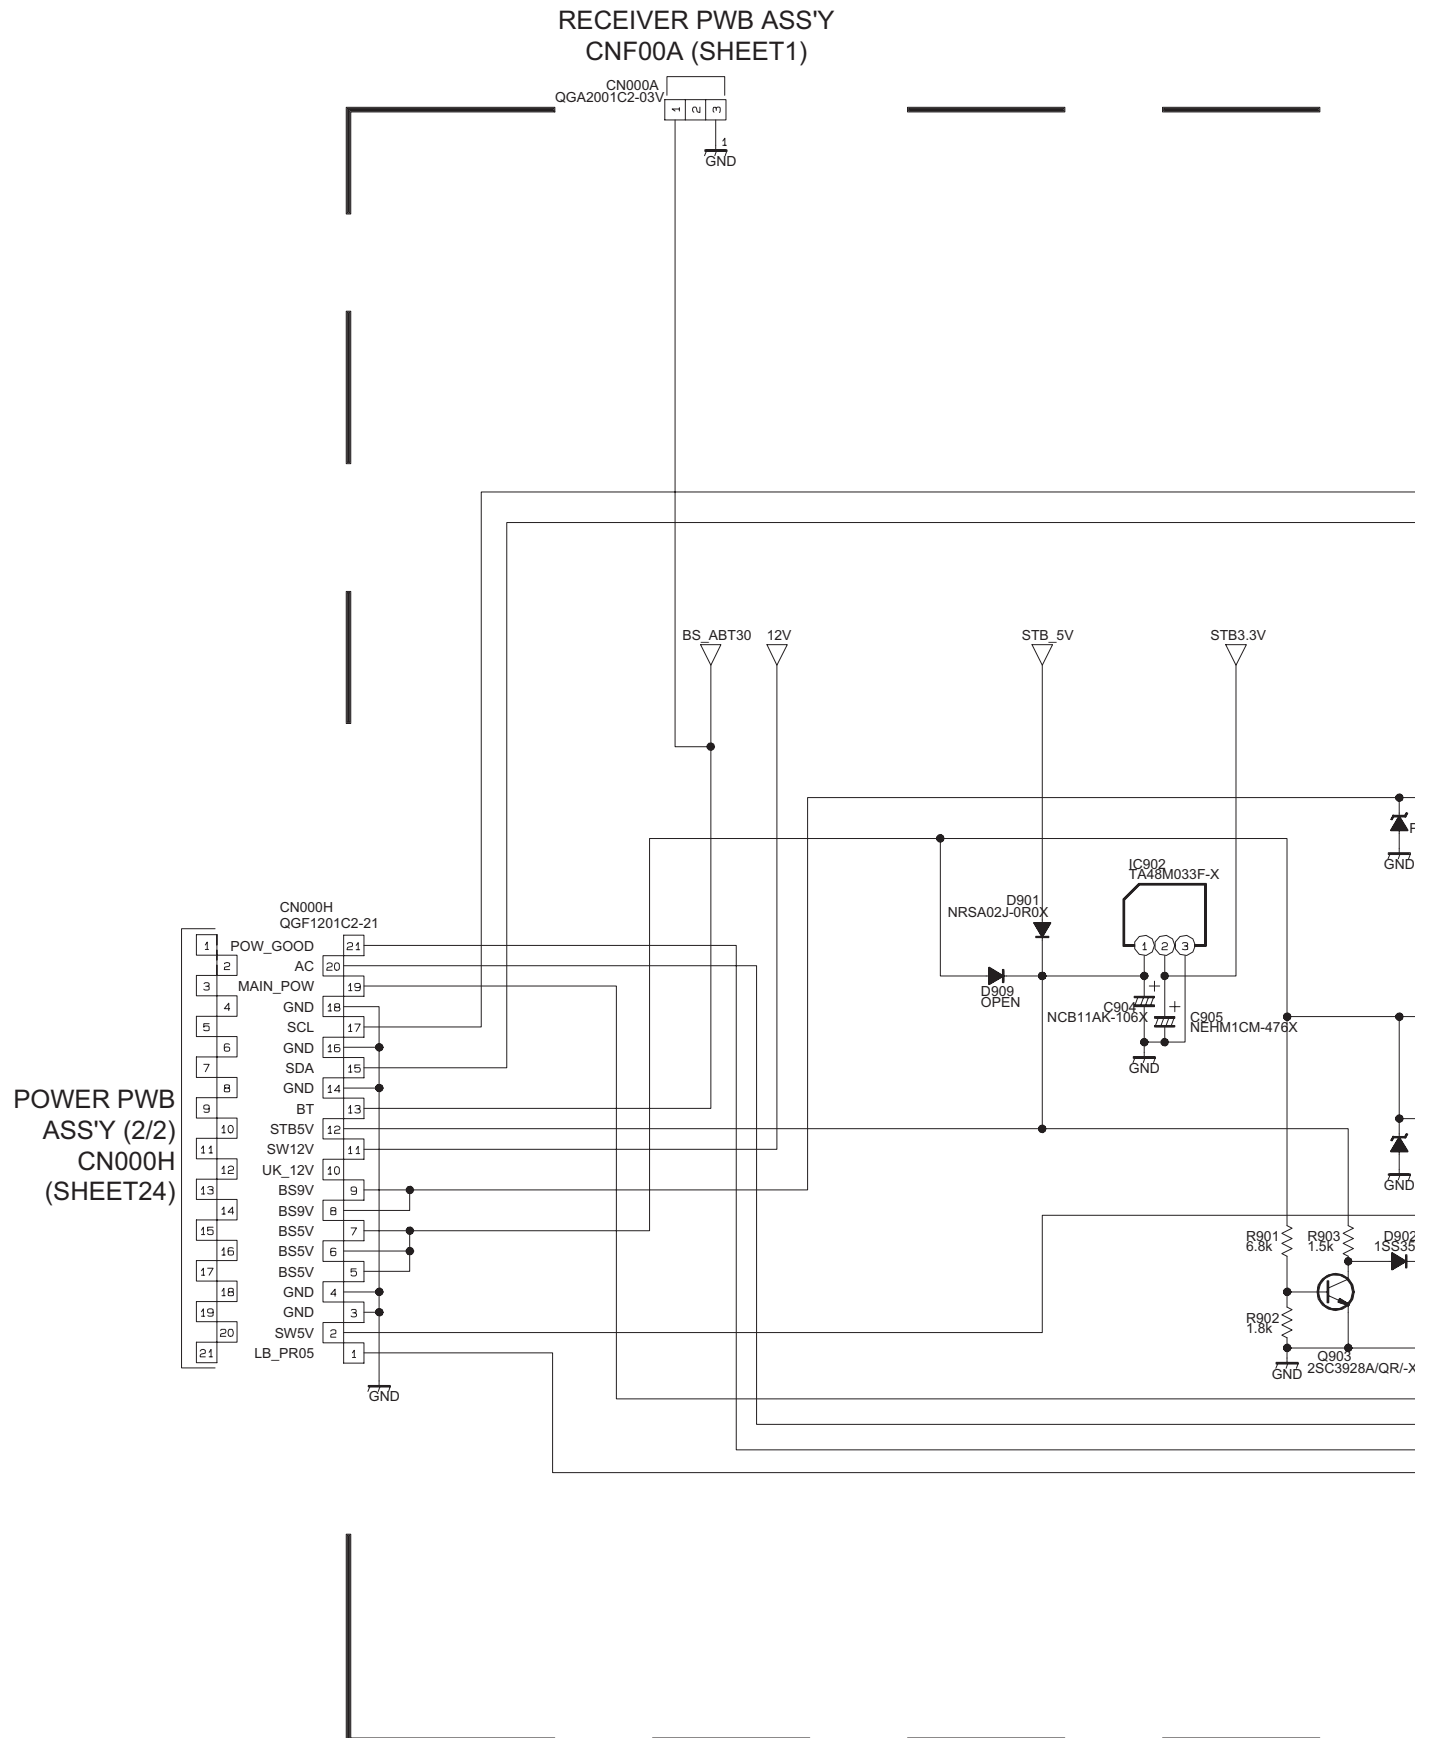 RECEIVER PWB ASS'Y
CNF00A (SHEET1)
CN000A
QGA2001C2-03V
1 2 3
1
GND
BS_ABT30 12V STB_5V STB3.3V
GND
IC902
TA48M033F-X
D901
NRSA02J-0R0X
1 2 3
D909
OPEN
+
C904
NCB11AK-106X
+
C905
NEHM1CM-476X
GND
CN000H
QGF1201C2-21
1 POW_GOOD 21
2 AC 20
3 MAIN_POW 19
4 GND 18
5 SCL 17
6 GND 16
7 SDA 15
8 GND 14
9 BT 13
10 STB5V 12
11 SW12V 11
12 UK_12V 10
13 BS9V 9
14 BS9V 8
15 BS5V 7
16 BS5V 6
17 BS5V 5
18 GND 4
19 GND 3
20 SW5V 2
21 LB_PR05 1
GND
POWER PWB
ASS'Y (2/2)
CN000H
(SHEET24)
GND
R901
6.8k
R903
1.5k
D902
1SS35
R902
1.8k
GND
Q903
2SC3928A/QR/-X